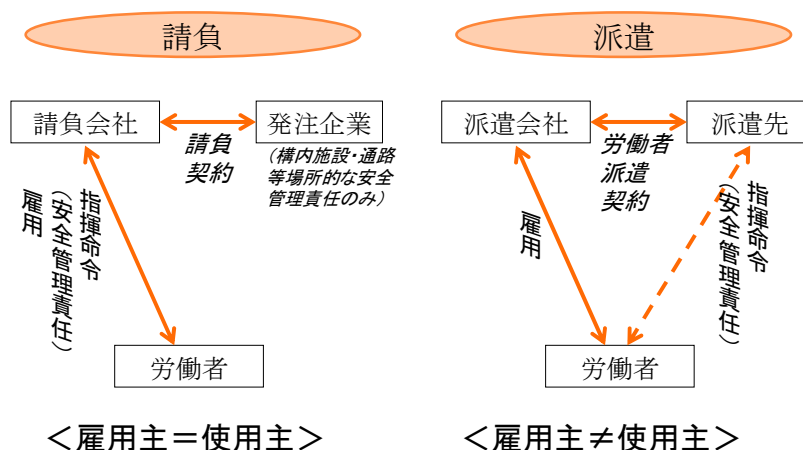 請負
請負会社
発注企業
請負
契約
（構内施設・通路
等場所的な安全
管理責任のみ）
指揮命令
（安全管理責任）
雇用
労働者
＜雇用主＝使用主＞
派遣
派遣会社
派遣先
労働者
派遣
契約
雇用
指揮命令
（安全管理責任）
労働者
＜雇用主≠使用主＞